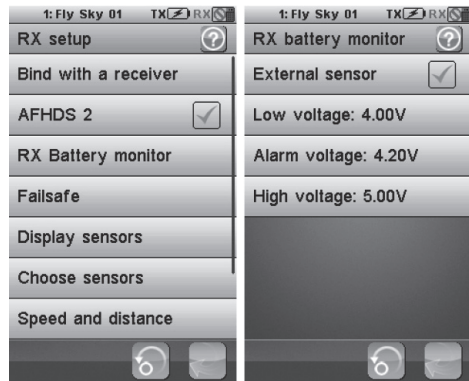 1: Fly Sky 01 TX RX
RX setup ?
Bind with a receiver
AFHDS 2
RX Battery monitor
Failsafe
Display sensors
Choose sensors
Speed and distance
1: Fly Sky 01 TX RX
RX battery monitor ?
External sensor
Low voltage: 4.00V
Alarm voltage: 4.20V
High voltage: 5.00V